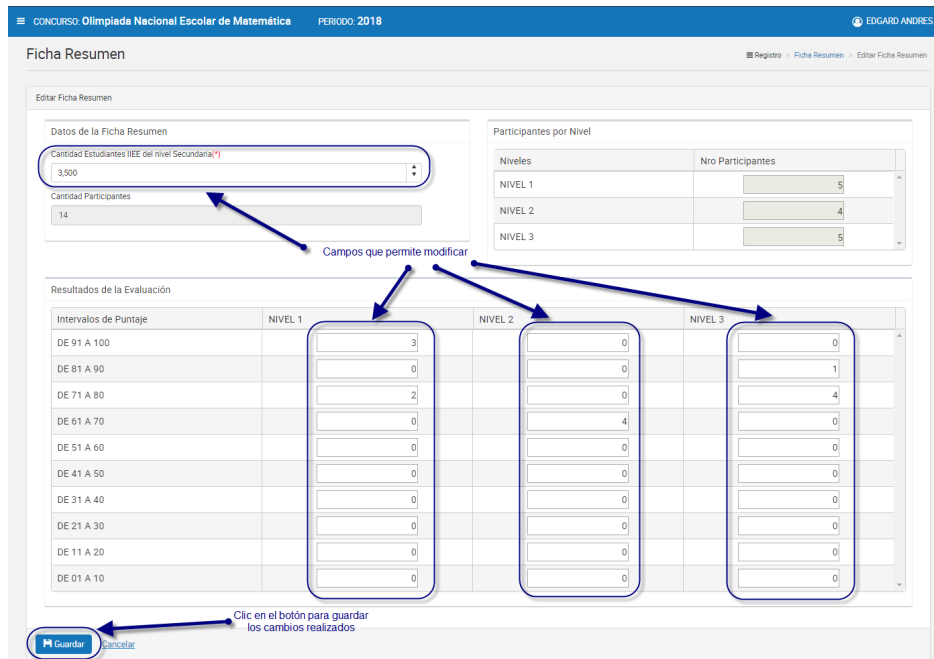 ≡ CONCURSO: Olimpiada Nacional Escolar de Matemática PERIODO: 2018 EDGARD ANDRES
Ficha Resumen
Registro > Ficha Resumen > Editar Ficha Resumen
Editar Ficha Resumen
Datos de la Ficha Resumen
Cantidad Estudiantes IIEE del nivel Secundaria(*)
3,500
Cantidad Participantes
14
Participantes por Nivel
Niveles Nro Participantes
NIVEL 1 5
NIVEL 2 4
NIVEL 3 5
Campos que permite modificar
Resultados de la Evaluación
Intervalos de Puntaje NIVEL 1 NIVEL 2 NIVEL 3
DE 91 A 100 3 0 0
DE 81 A 90 0 0 1
DE 71 A 80 2 0 4
DE 61 A 70 0 4 0
DE 51 A 60 0 0 0
DE 41 A 50 0 0 0
DE 31 A 40 0 0 0
DE 21 A 30 0 0 0
DE 11 A 20 0 0 0
DE 01 A 10 0 0 0
Clic en el botón para guardar
los cambios realizados
Guardar Cancelar